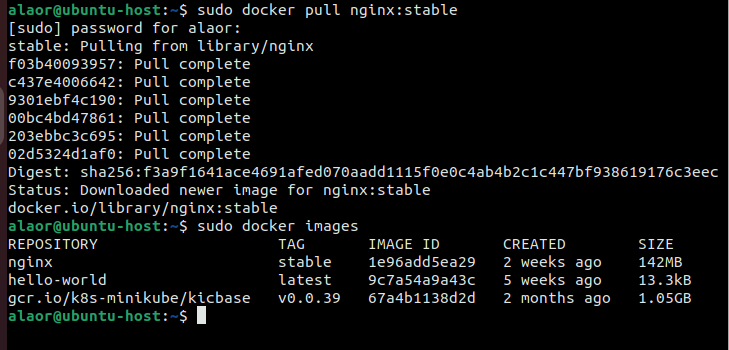 alaor@ubuntu-host:~$ sudo docker pull nginx:stable
[sudo] password for alaor:
stable: Pulling from library/nginx
f03b40093957: Pull complete
c437e4006642: Pull complete
9301ebf4c190: Pull complete
00bc4bd47861: Pull complete
203ebbc3c695: Pull complete
02d5324d1af0: Pull complete
Digest: sha256:f3a9f1641ace4691afed070aadd1115f0e0c4ab4b2c1c447bf938619176c3eec
Status: Downloaded newer image for nginx:stable
docker.io/library/nginx:stable
alaor@ubuntu-host:~$ sudo docker images
REPOSITORY                    TAG       IMAGE ID       CREATED        SIZE
nginx                         stable    1e96add5ea29   2 weeks ago    142MB
hello-world                   latest    9c7a54a9a43c   5 weeks ago    13.3kB
gcr.io/k8s-minikube/kicbase   v0.0.39   67a4b1138d2d   2 months ago   1.05GB
alaor@ubuntu-host:~$